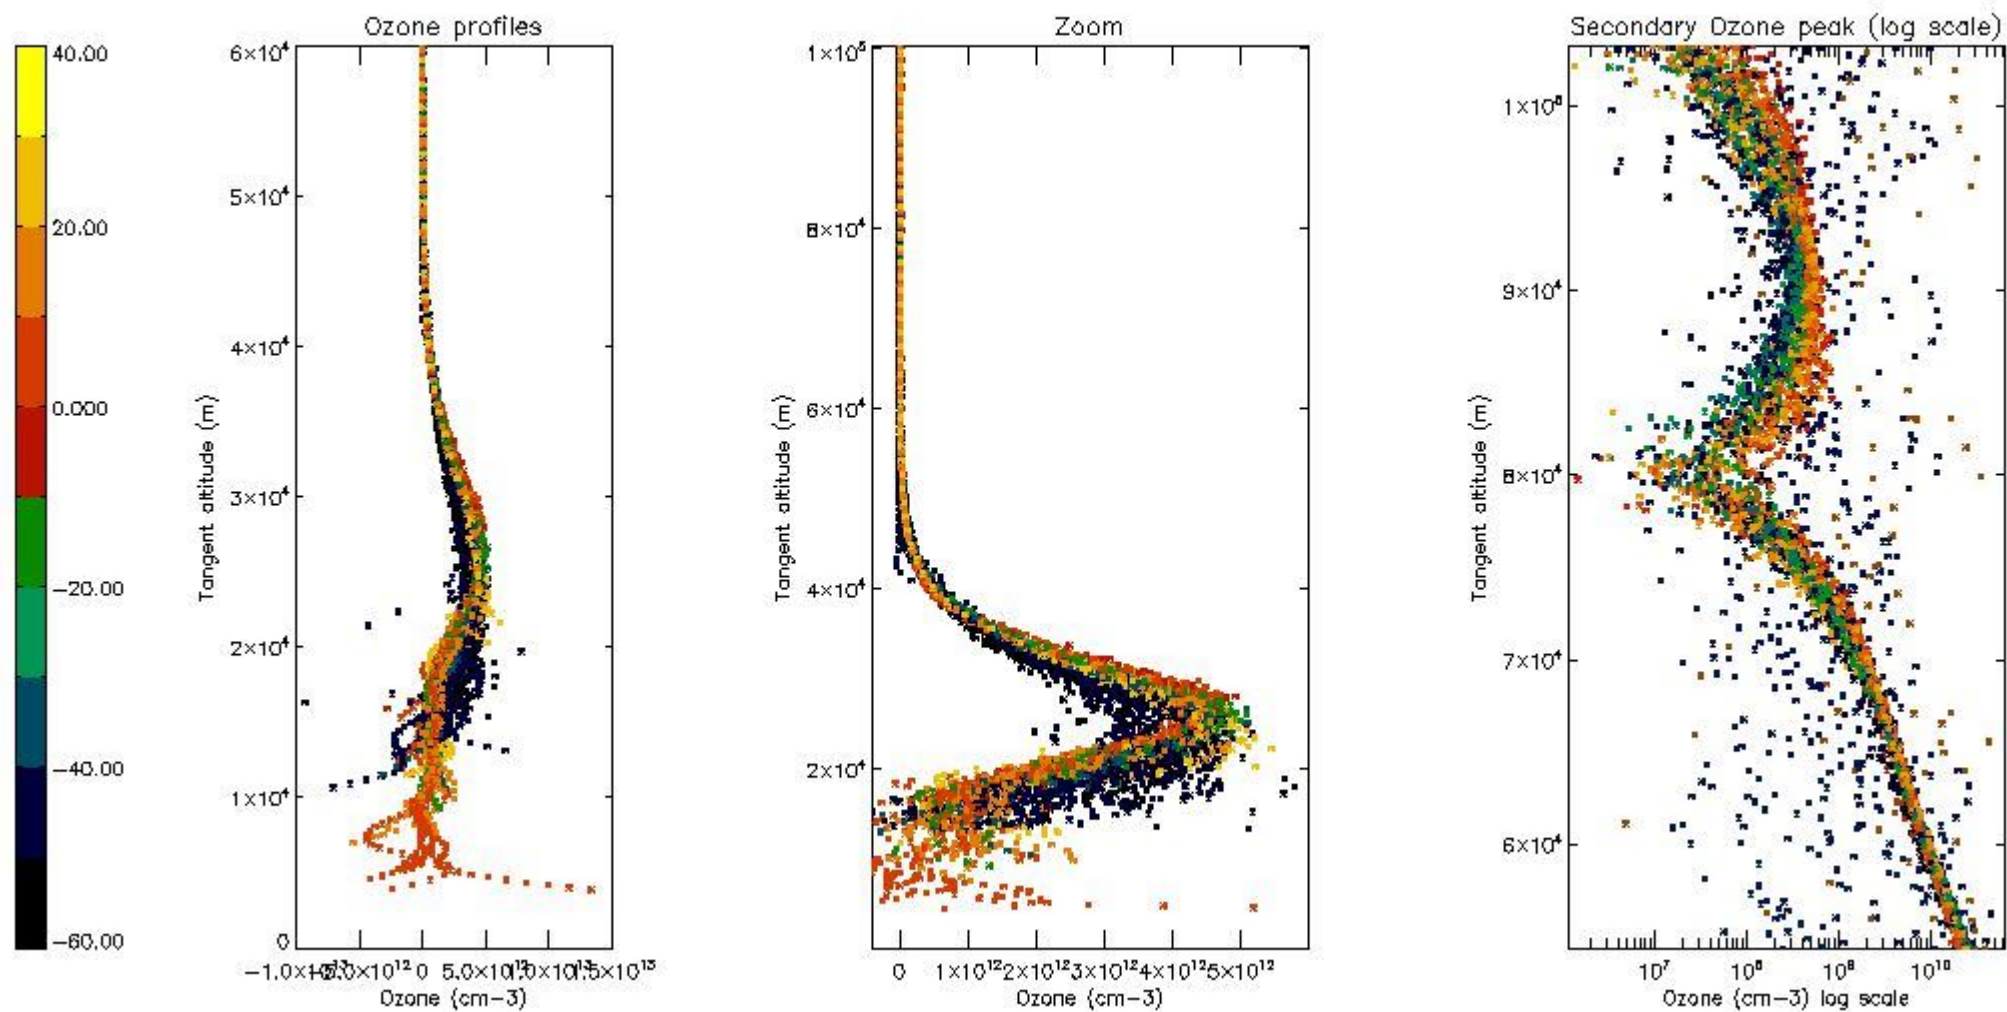 Ozone profiles
Zoom
Secondary Ozone peak (log scale)
40.00
20.00
0.000
−20.00
−40.00
−60.00
Tangent altitude (m)
6×10⁴
5×10⁴
4×10⁴
3×10⁴
2×10⁴
1×10⁴
0
0
Ozone (cm−3)
Tangent altitude (m)
1×10⁵
8×10⁴
6×10⁴
4×10⁴
2×10⁴
0 1×10¹² 2×10¹² 3×10¹² 4×10¹² 5×10¹²
Ozone (cm−3)
Tangent altitude (m)
1×10⁵
9×10⁴
8×10⁴
7×10⁴
6×10⁴
10⁷ 10⁸ 10⁹ 10¹⁰
Ozone (cm−3) log scale